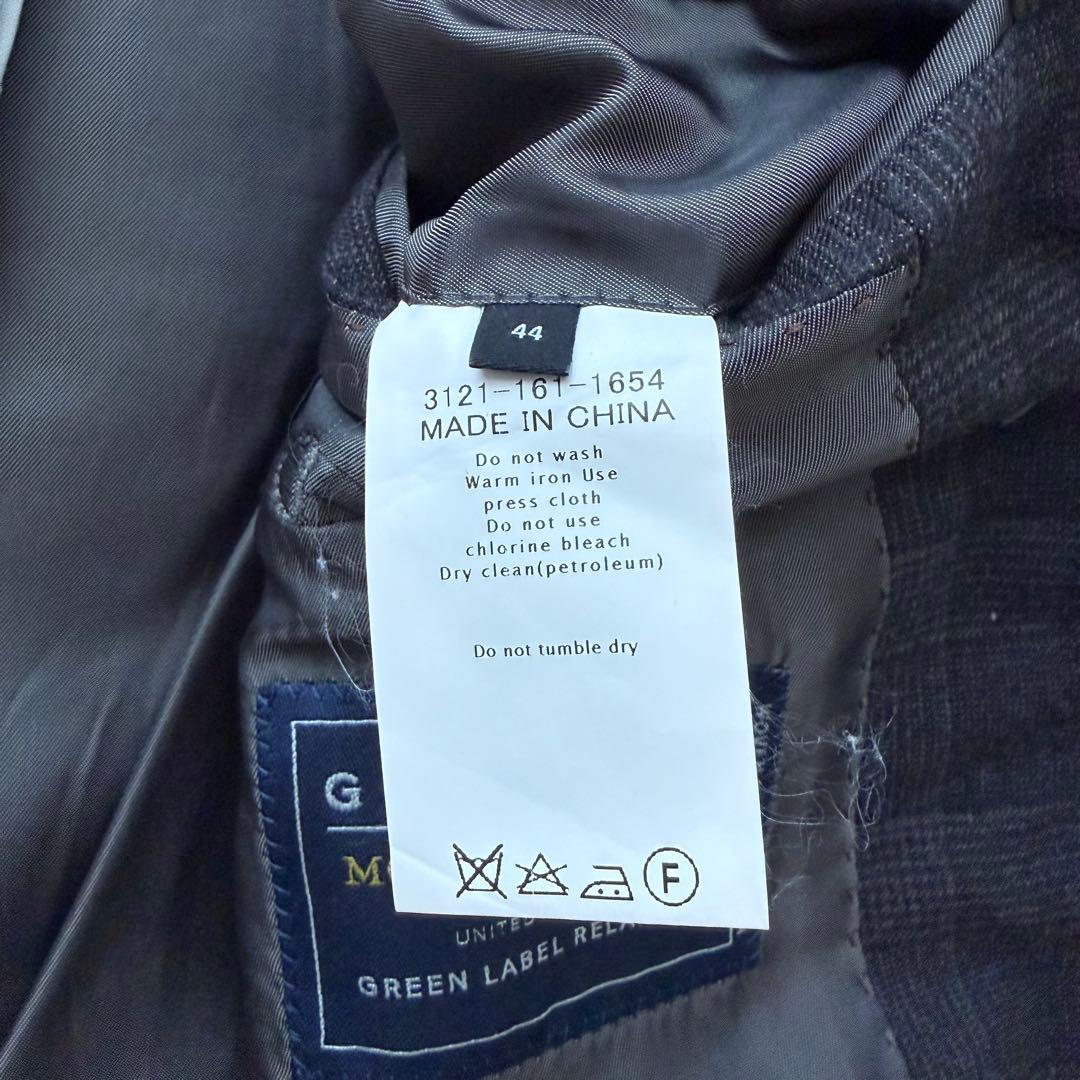 44
3121-161-1654
MADE IN CHINA
Do not wash
Warm iron Use
press cloth
Do not use
chlorine bleach
Dry clean(petroleum)
Do not tumble dry
F
G
UNITED
GREEN LABEL